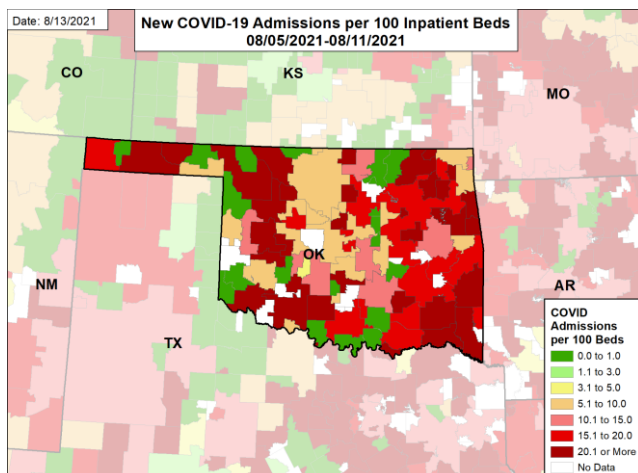 Date: 8/13/2021
New COVID-19 Admissions per 100 Inpatient Beds
08/05/2021-08/11/2021
CO
KS
MO
OK
NM
AR
TX
COVID
Admissions
per 100 Beds
0.0 to 1.0
1.1 to 3.0
3.1 to 5.0
5.1 to 10.0
10.1 to 15.0
15.1 to 20.0
20.1 or More
No Data